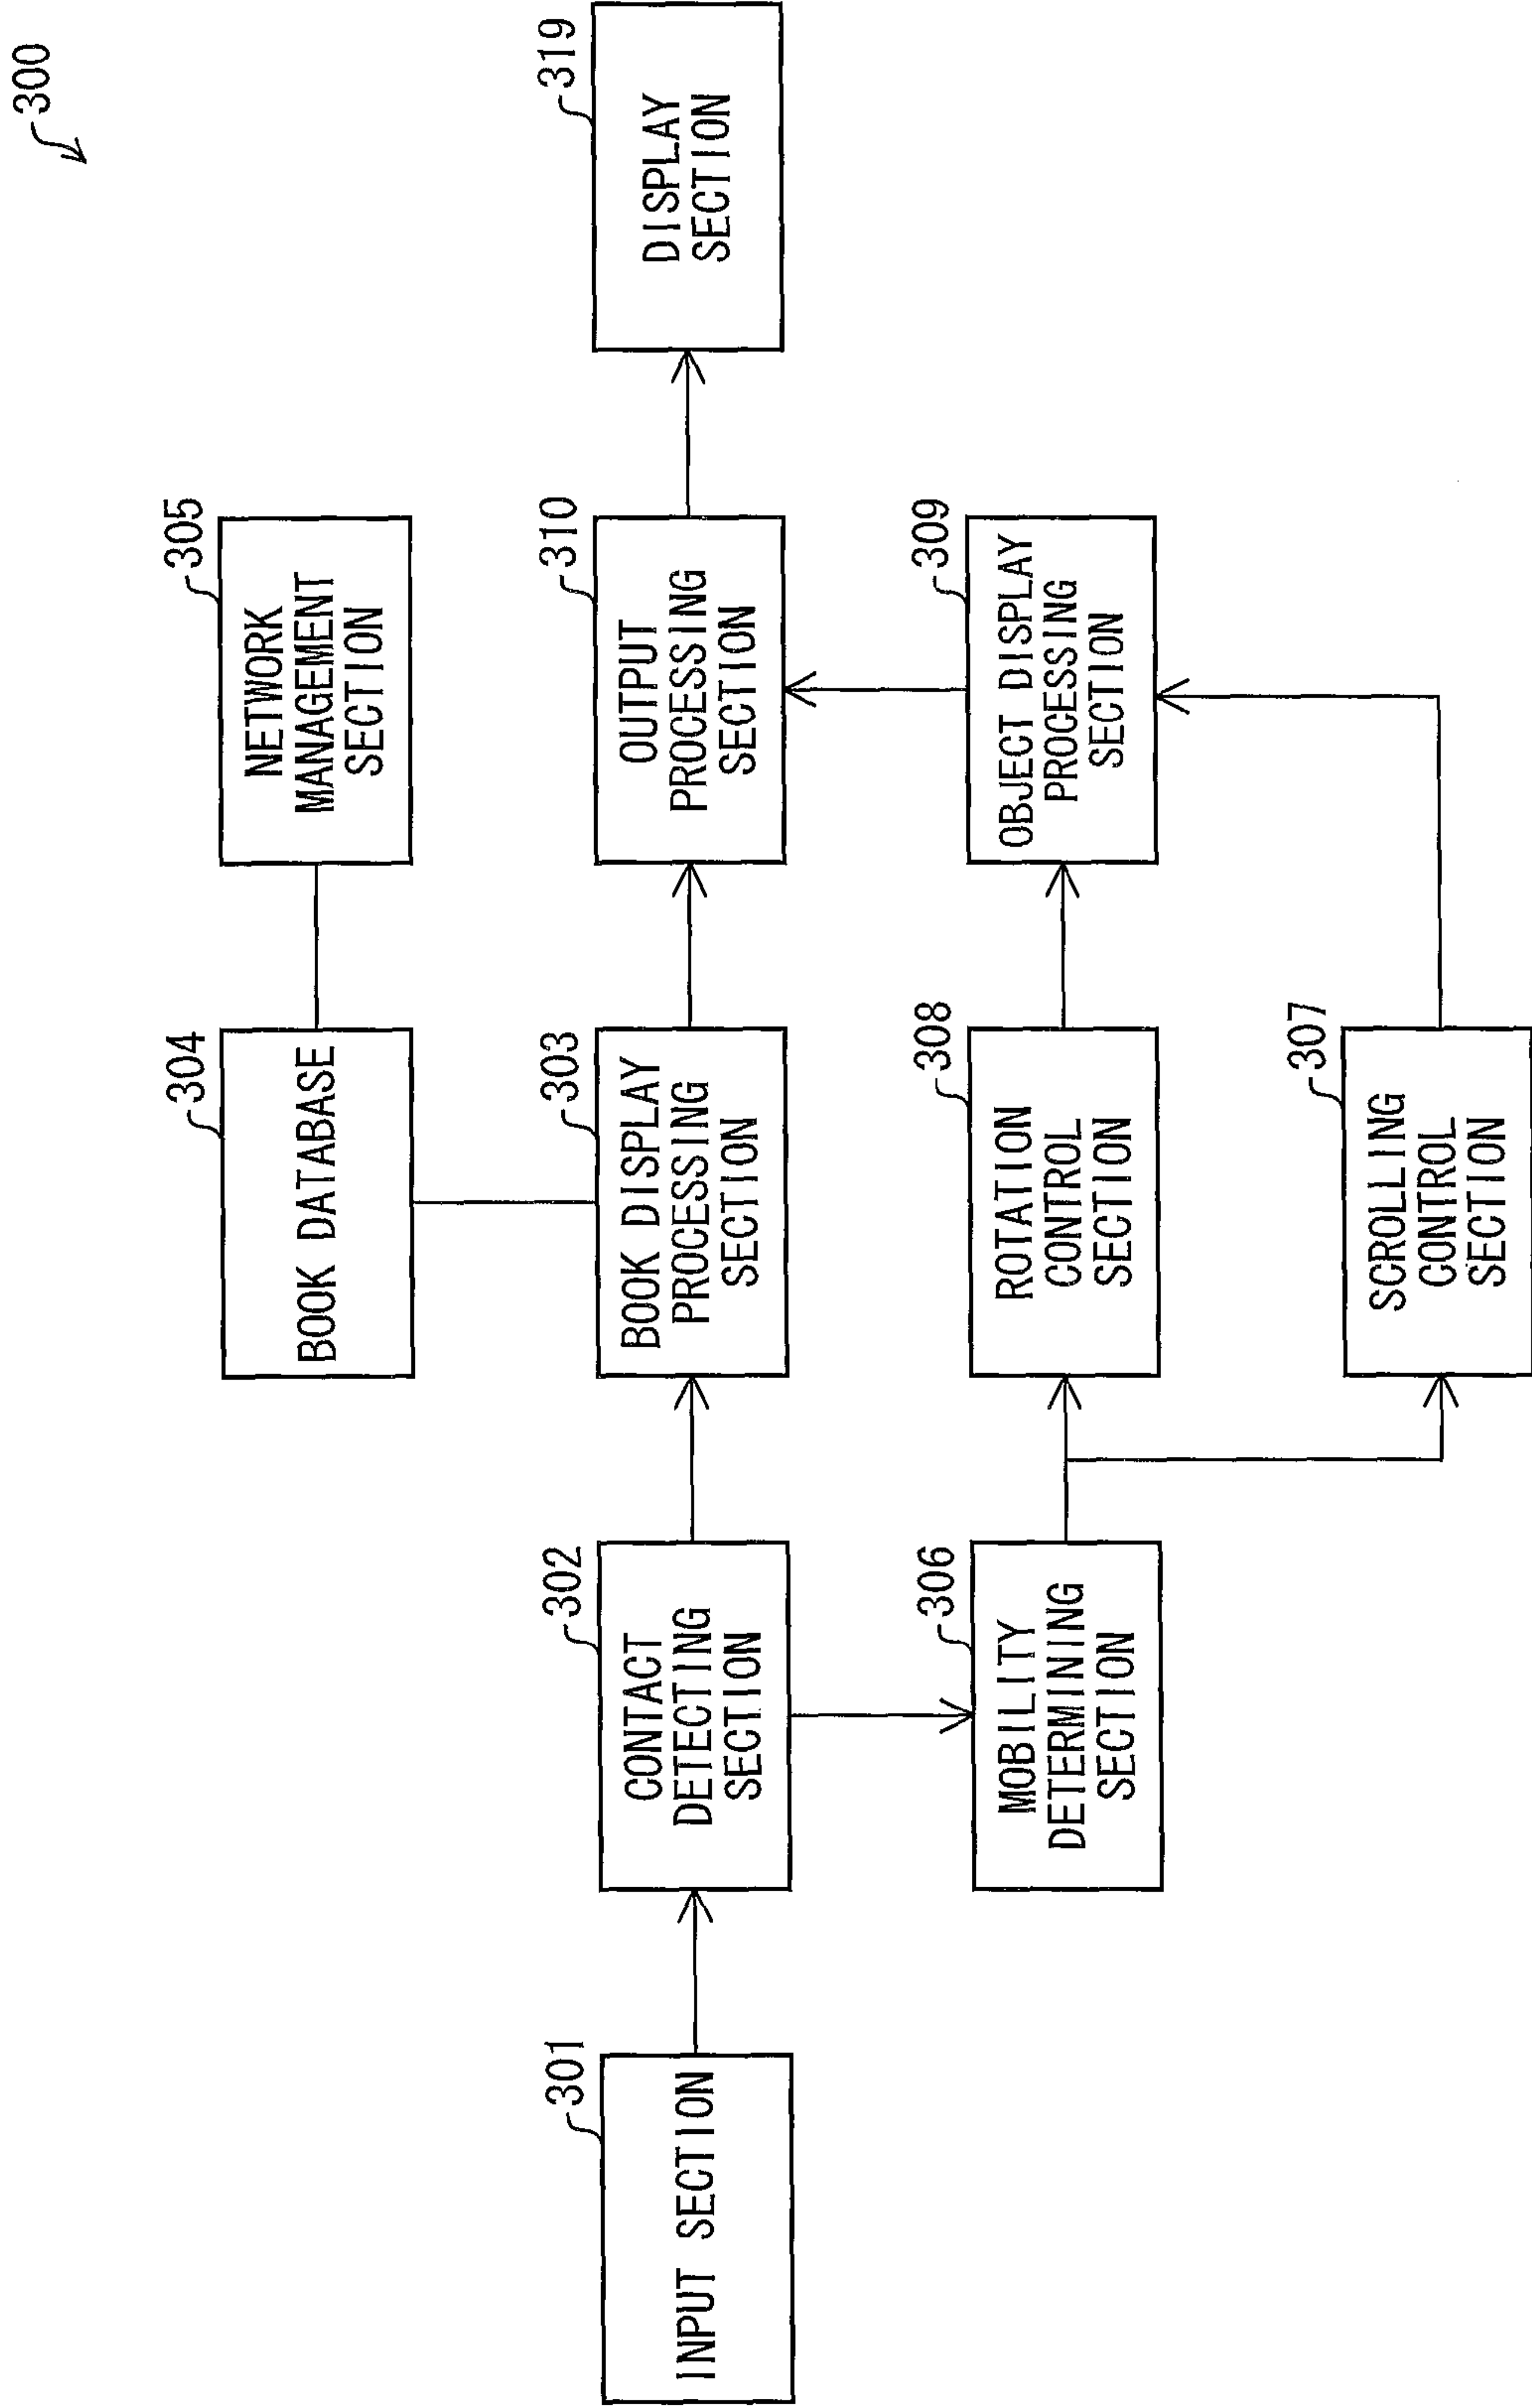 300
304
BOOK DATABASE
305
NETWORK
MANAGEMENT
SECTION
301
INPUT SECTION
302
CONTACT
DETECTING
SECTION
303
BOOK DISPLAY
PROCESSING
SECTION
310
OUTPUT
PROCESSING
SECTION
319
DISPLAY
SECTION
306
MOBILITY
DETERMINING
SECTION
308
ROTATION
CONTROL
SECTION
309
OBJECT DISPLAY
PROCESSING
SECTION
307
SCROLLING
CONTROL
SECTION